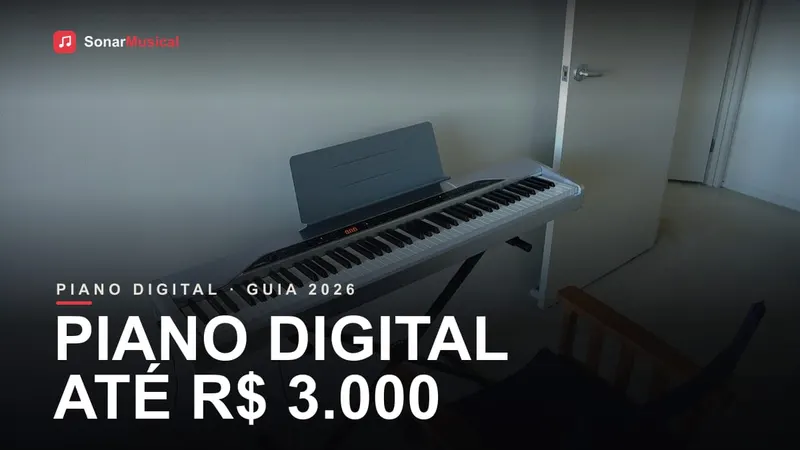 SonarMusical
PIANO DIGITAL · GUIA 2026
PIANO DIGITAL
ATÉ R$ 3.000